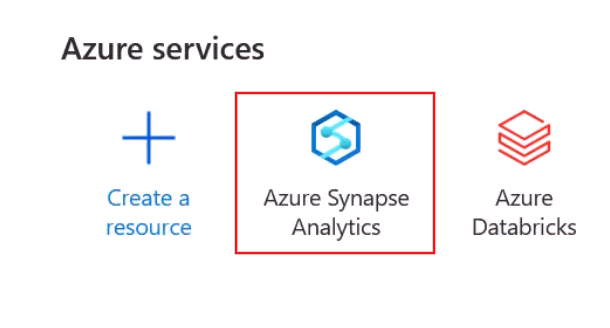 Azure services
Create a
resource
Azure Synapse
Analytics
Azure
Databricks